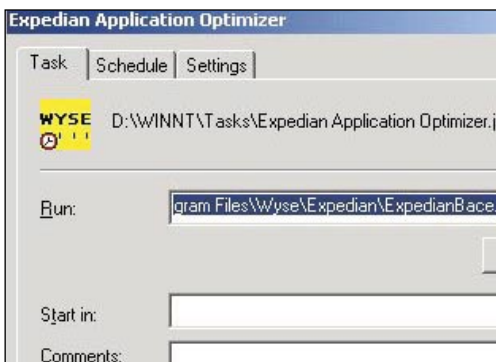 Expedian Application Optimizer
Task Schedule Settings
WYSE D:\WINNT\Tasks\Expedian Application Optimizer.j
Run: gram Files\Wyse\Expedian\ExpedianBace.
Start in:
Comments: